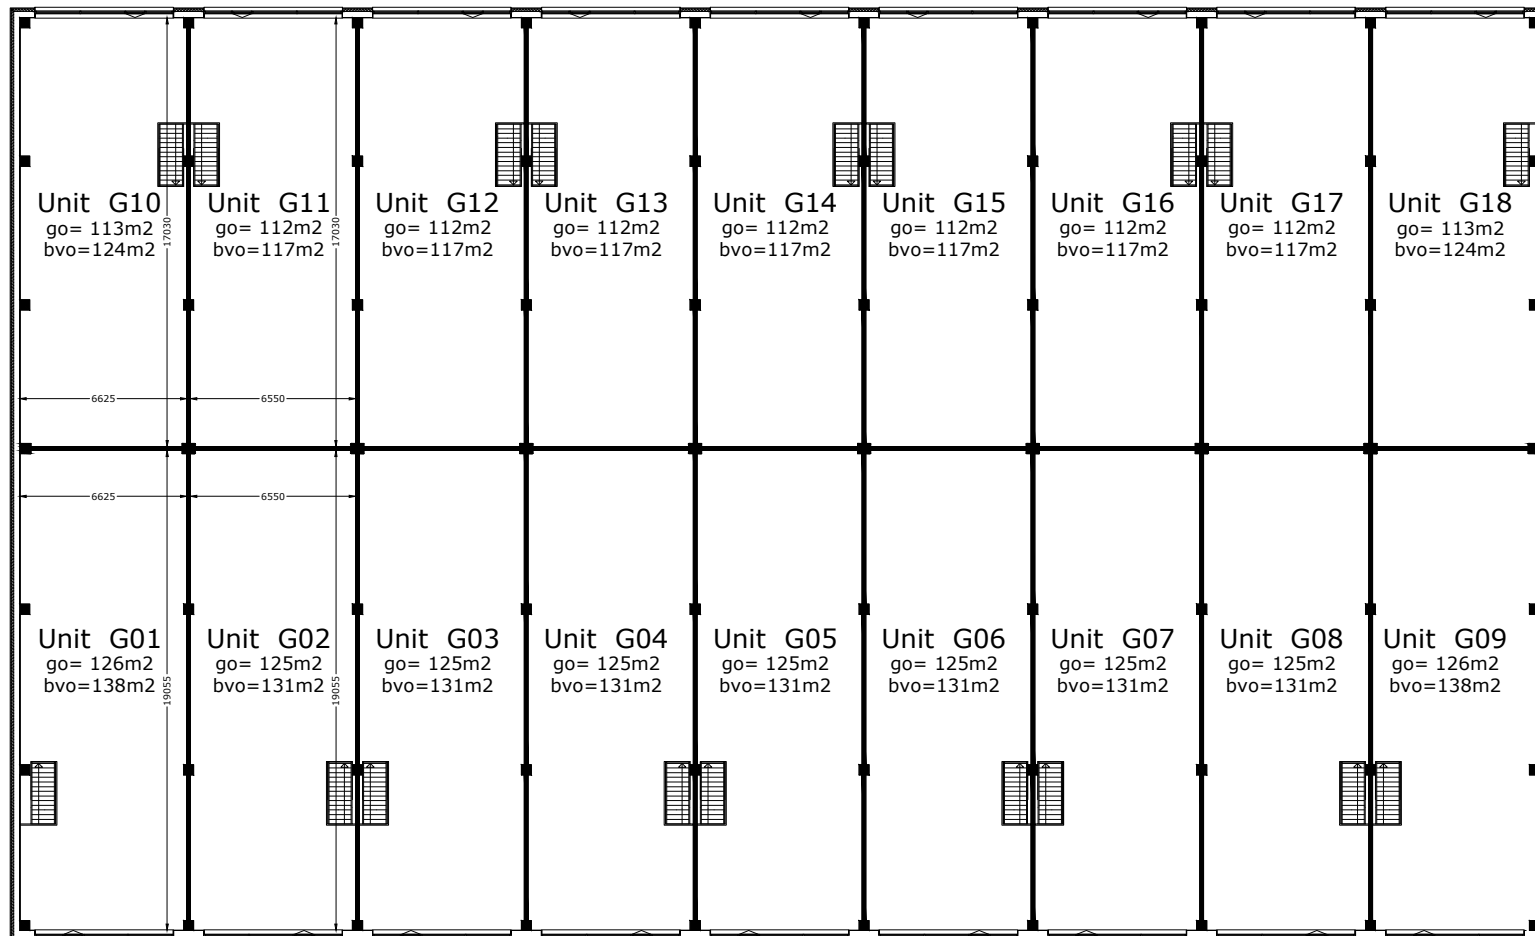 Unit G10
go= 113m2
bvo=124m2
17030
Unit G11
go= 112m2
bvo=117m2
17030
Unit G12
go= 112m2
bvo=117m2
Unit G13
go= 112m2
bvo=117m2
Unit G14
go= 112m2
bvo=117m2
Unit G15
go= 112m2
bvo=117m2
Unit G16
go= 112m2
bvo=117m2
Unit G17
go= 112m2
bvo=117m2
Unit G18
go= 113m2
bvo=124m2
6625
6550
6625
6550
Unit G01
go= 126m2
bvo=138m2
19055
Unit G02
go= 125m2
bvo=131m2
19055
Unit G03
go= 125m2
bvo=131m2
Unit G04
go= 125m2
bvo=131m2
Unit G05
go= 125m2
bvo=131m2
Unit G06
go= 125m2
bvo=131m2
Unit G07
go= 125m2
bvo=131m2
Unit G08
go= 125m2
bvo=131m2
Unit G09
go= 126m2
bvo=138m2